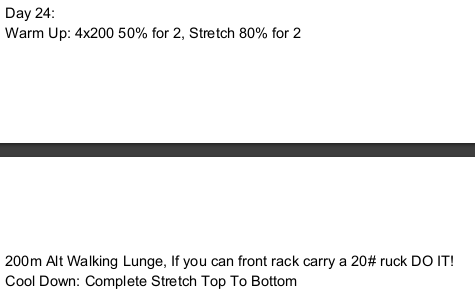 Day 24:
Warm Up: 4x200 50% for 2, Stretch 80% for 2
200m Alt Walking Lunge, If you can front rack carry a 20# ruck DO IT!
Cool Down: Complete Stretch Top To Bottom